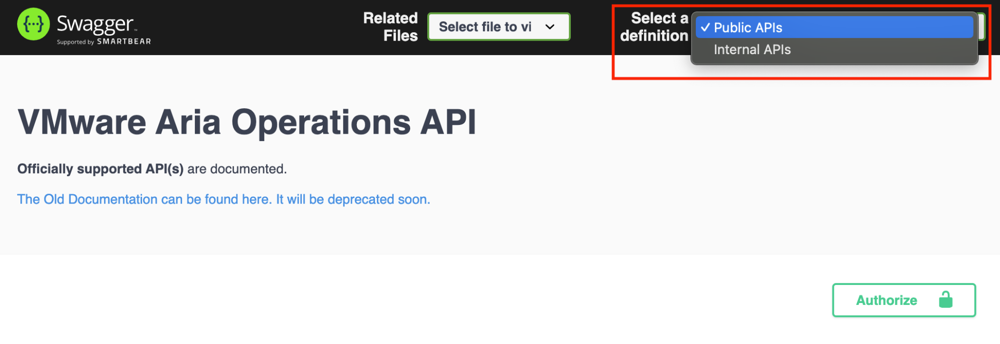 {···} Swagger™
Supported by SMARTBEAR
Related
Files
Select file to vi
Select a
definition
✓ Public APIs
Internal APIs
VMware Aria Operations API
Officially supported API(s) are documented.
The Old Documentation can be found here. It will be deprecated soon.
Authorize